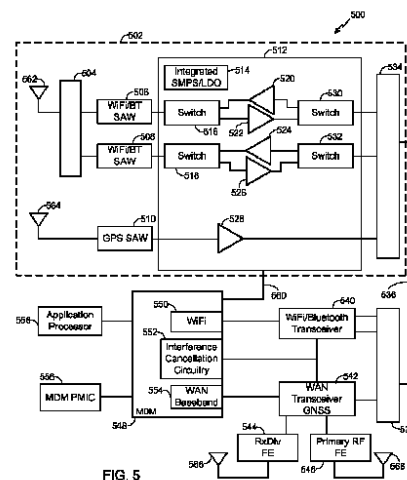 500
502
512
534
562
504
506
WiFi/BT
SAW
Integrated
SMPS/LDO
514
520
530
Switch
Switch
516
522
508
WiFi/BT
SAW
524
532
Switch
Switch
518
526
564
510
GPS SAW
528
560
536
Application
Processor
558
550
WiFi
552
Interference
Cancellation
Circuitry
554
WAN
Baseband
MDM
548
556
MDM PMIC
540
WiFi/Bluetooth
Transceiver
542
WAN
Transceiver
GNSS
544
RxDiv
FE
Primary RF
FE
546
566
568
FIG. 5